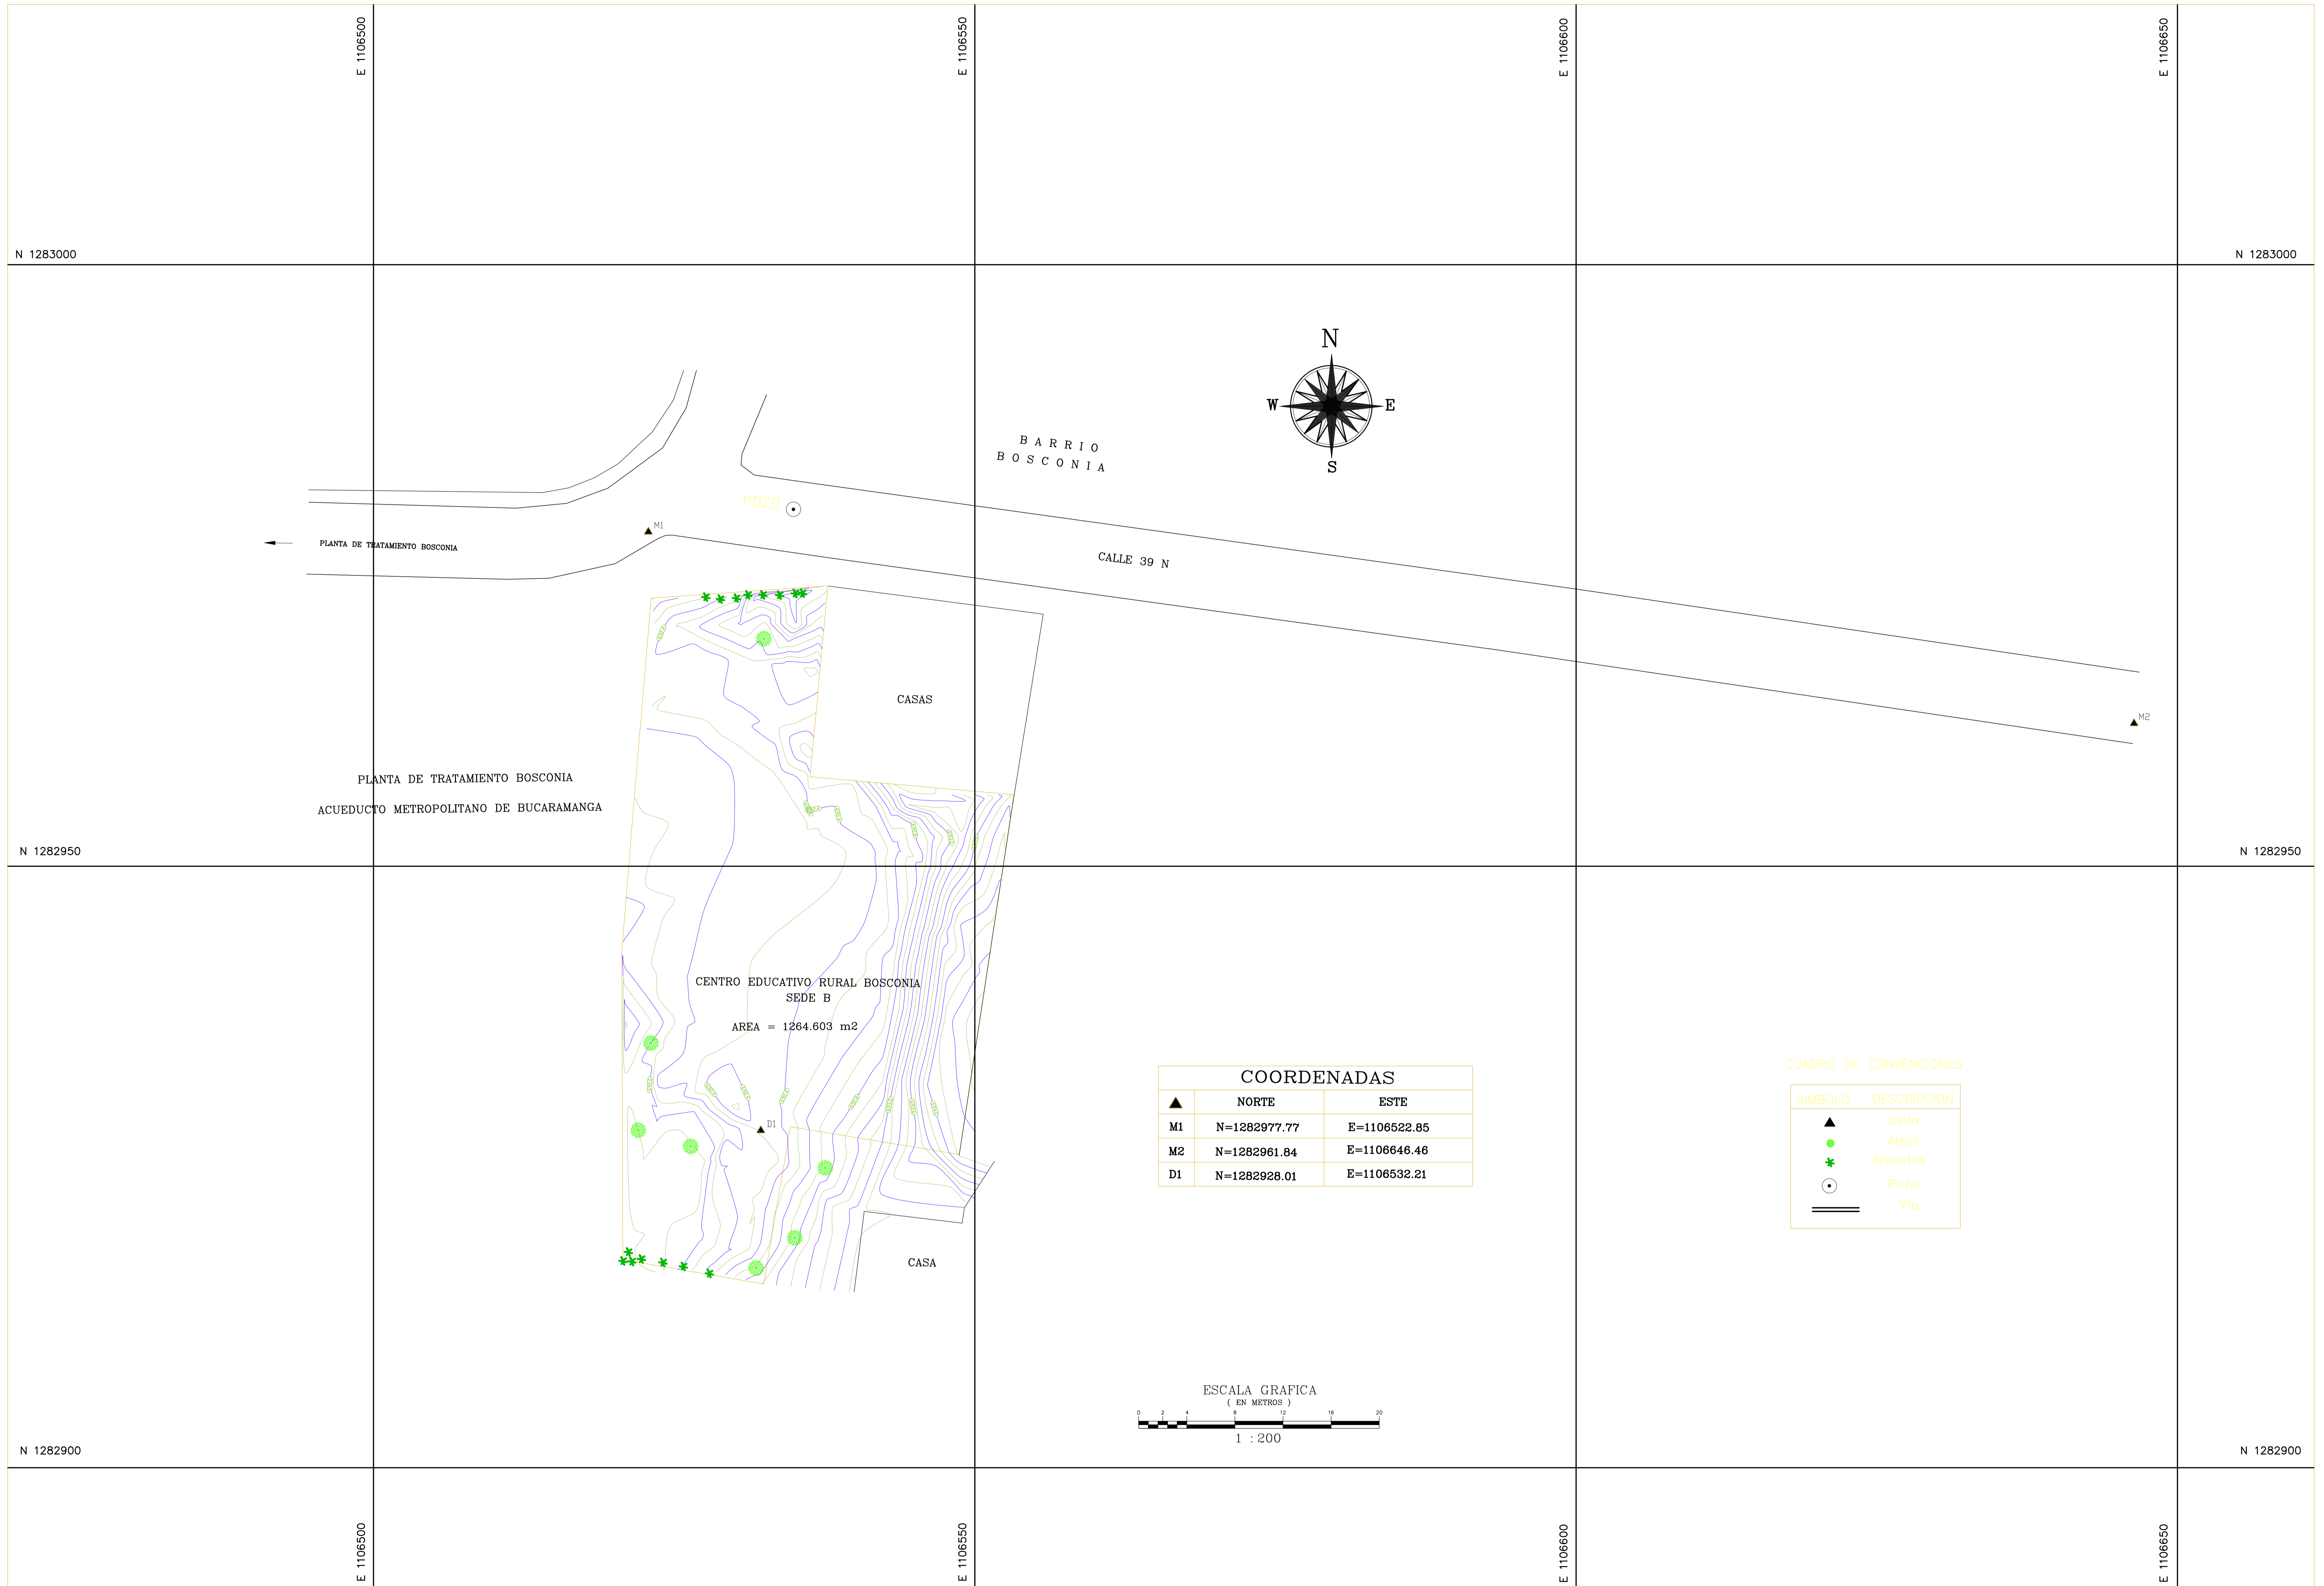 E 1106500
E 1106550
E 1106600
E 1106650
N 1283000
N 1283000
N
W
E
S
BARRIO
BOSCONIA
POZO
M1
PLANTA DE TRATAMIENTO BOSCONIA
CALLE 39 N
CASAS
M2
PLANTA DE TRATAMIENTO BOSCONIA
ACUEDUCTO METROPOLITANO DE BUCARAMANGA
N 1282950
N 1282950
CENTRO EDUCATIVO RURAL BOSCONIA
SEDE B
AREA = 1264.603 m2
D1
CASA
COORDENADAS
NORTE ESTE
M1 N=1282977.77 E=1106522.85
M2 N=1282961.84 E=1106646.46
D1 N=1282928.01 E=1106532.21
CUADRO DE CONVENCIONES
SIMBOLO DESCRIPCION
Delta
Arbol
Arbustos
Pozo
Via
ESCALA GRAFICA
( EN METROS )
0 2 4 8 12 16 20
1 : 200
N 1282900
N 1282900
E 1106500
E 1106550
E 1106600
E 1106650